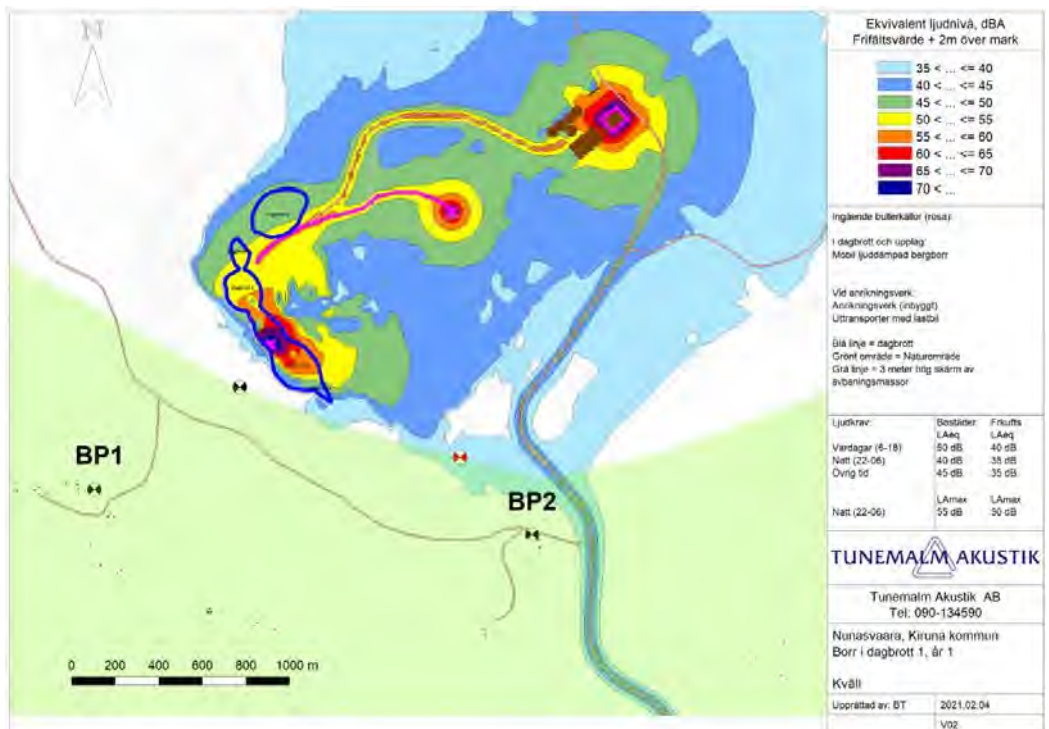 N
BP1
BP2
0 200 400 600 800 1000 m
Ekvivalent ljudnivå, dBA
Frifältsvärde + 2m över mark
35 < ... <= 40
40 < ... <= 45
45 < ... <= 50
50 < ... <= 55
55 < ... <= 60
60 < ... <= 65
65 < ... <= 70
70 < ...
Ingående bullerkällor (rosa):
I dagbrott och upplag:
Mobil ljuddämpad bergborr
Vid anrikningsverk:
Anrikningsverk (inbyggt)
Uttransporter med lastbil
Blå linje = dagbrott
Grönt område = Naturområde
Grå linje = 3 meter hög skärm av
avbaningsmassor
Ljudkrav: Bostäder Frilufts
LAeq LAeq
Vardagar (6-18) 50 dB 40 dB
Natt (22-06) 40 dB 35 dB
Övrig tid 45 dB 35 dB
LAmax LAmax
Natt (22-06) 55 dB 50 dB
TUNEMALM AKUSTIK
Tunemalm Akustik AB
Tel: 090-134590
Nunasvaara, Kiruna kommun
Borr i dagbrott 1, år 1
Kväll
Upprättad av: BT 2021.02.04
V02